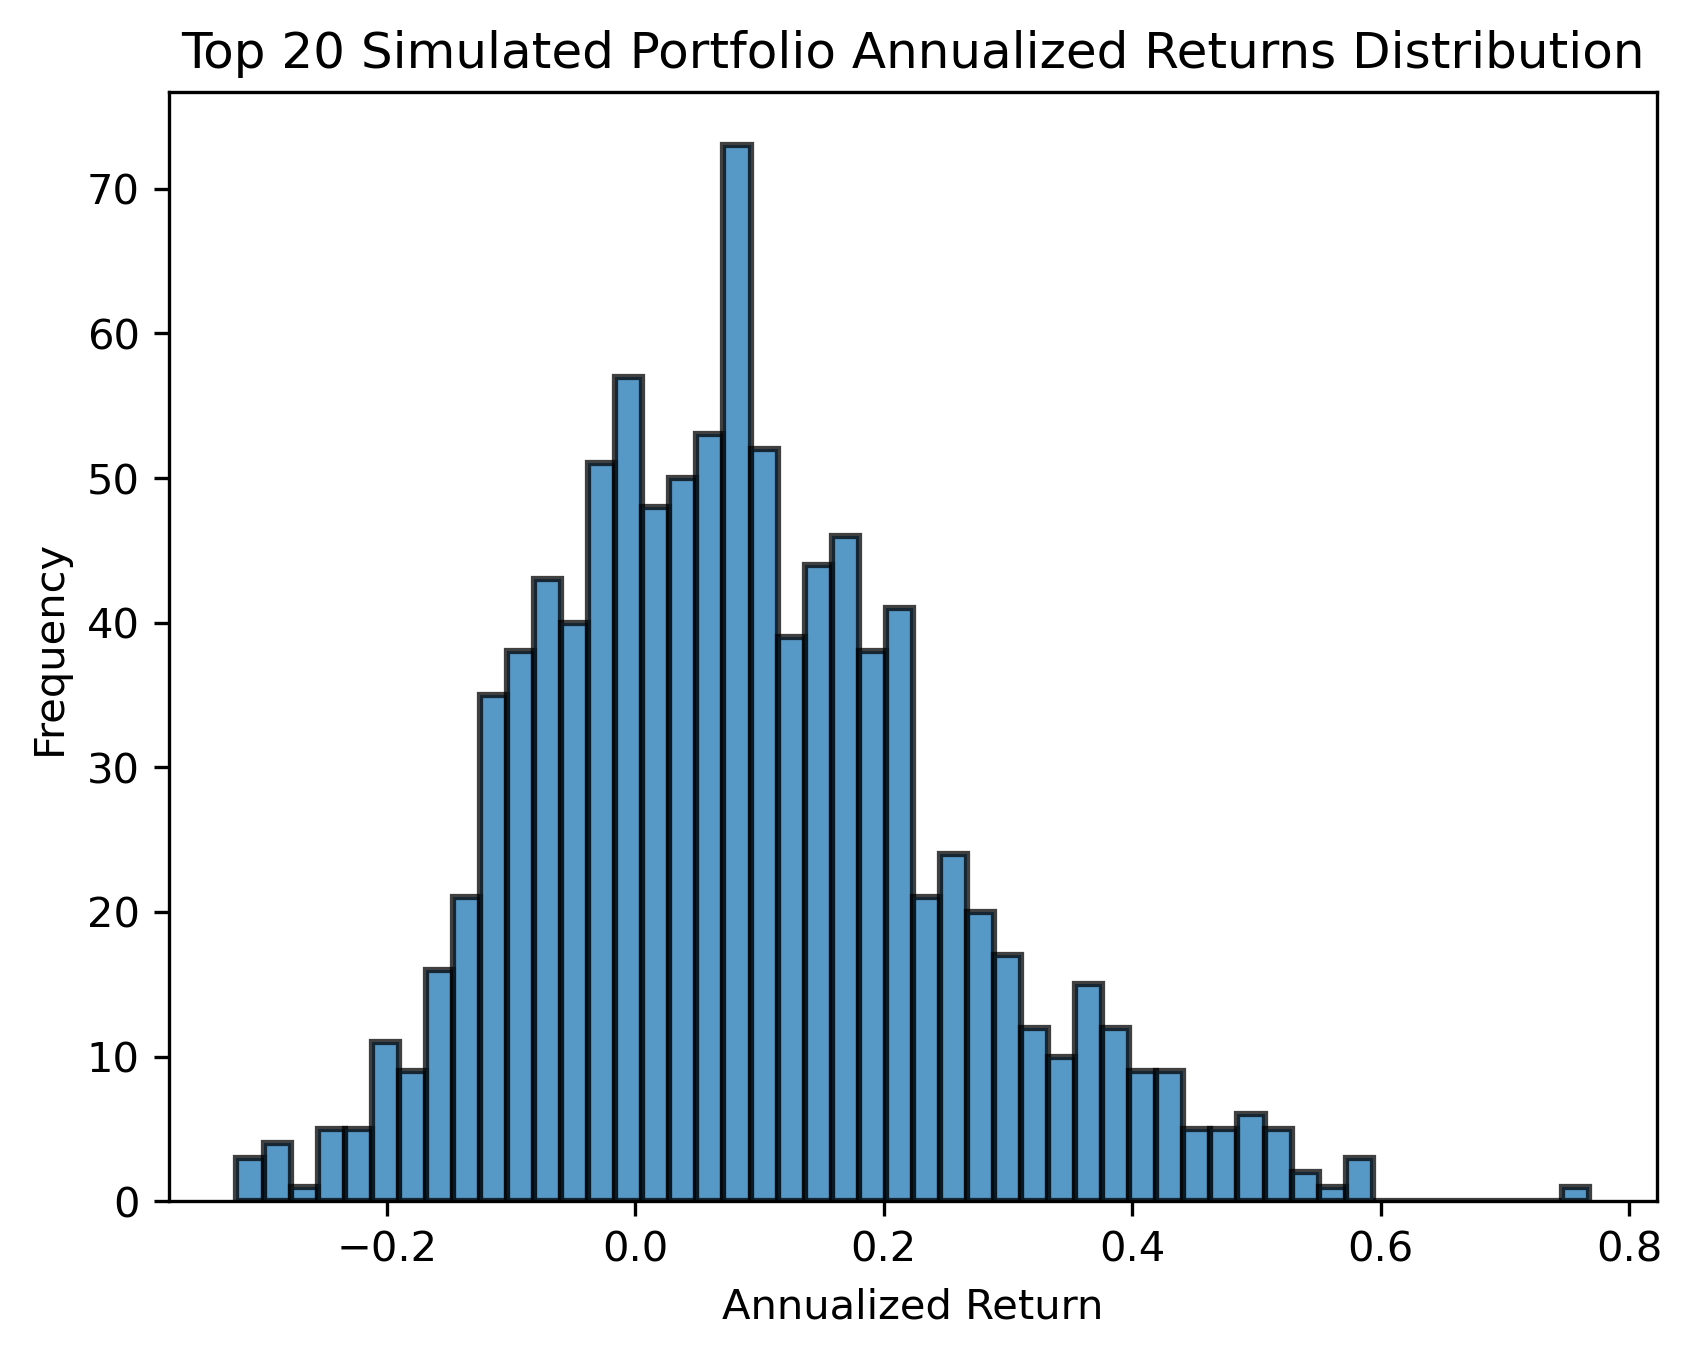 Top 20 Simulated Portfolio Annualized Returns Distribution
Frequency
70
60
50
40
30
20
10
0
−0.2 0.0 0.2 0.4 0.6 0.8
Annualized Return